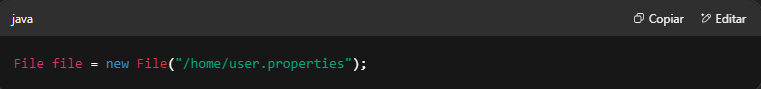 java
Copiar
Editar
File file = new File("/home/user.properties");